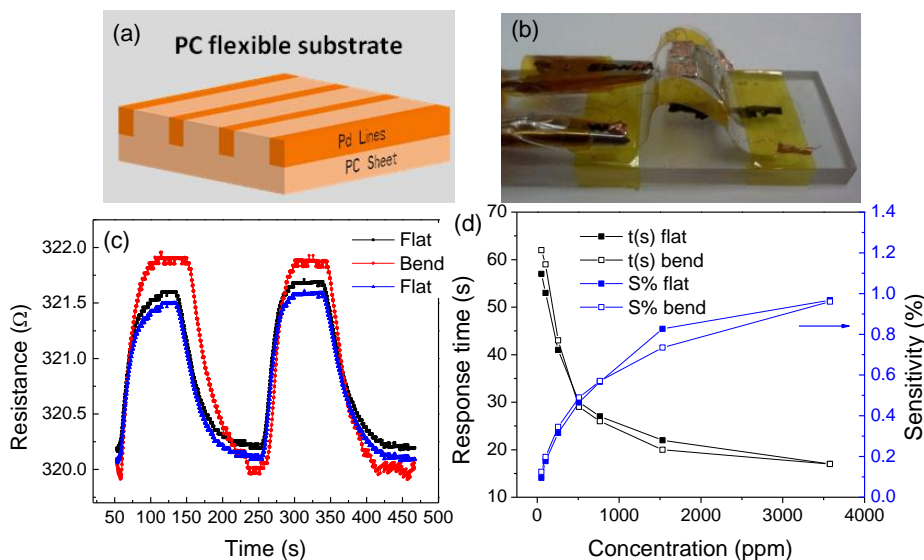 (a)
PC flexible substrate
Pd Lines
PC Sheet
(b)
(c)
322.0
321.5
321.0
320.5
320.0
Resistance (Ω)
Flat
Bend
Flat
50 100 150 200 250 300 350 400 450 500
Time (s)
(d)
70
60
50
40
30
20
10
Response time (s)
t(s) flat
t(s) bend
S% flat
S% bend
1.4
1.2
1.0
0.8
0.6
0.4
0.2
0.0
Sensitivity (%)
0 1000 2000 3000 4000
Concentration (ppm)